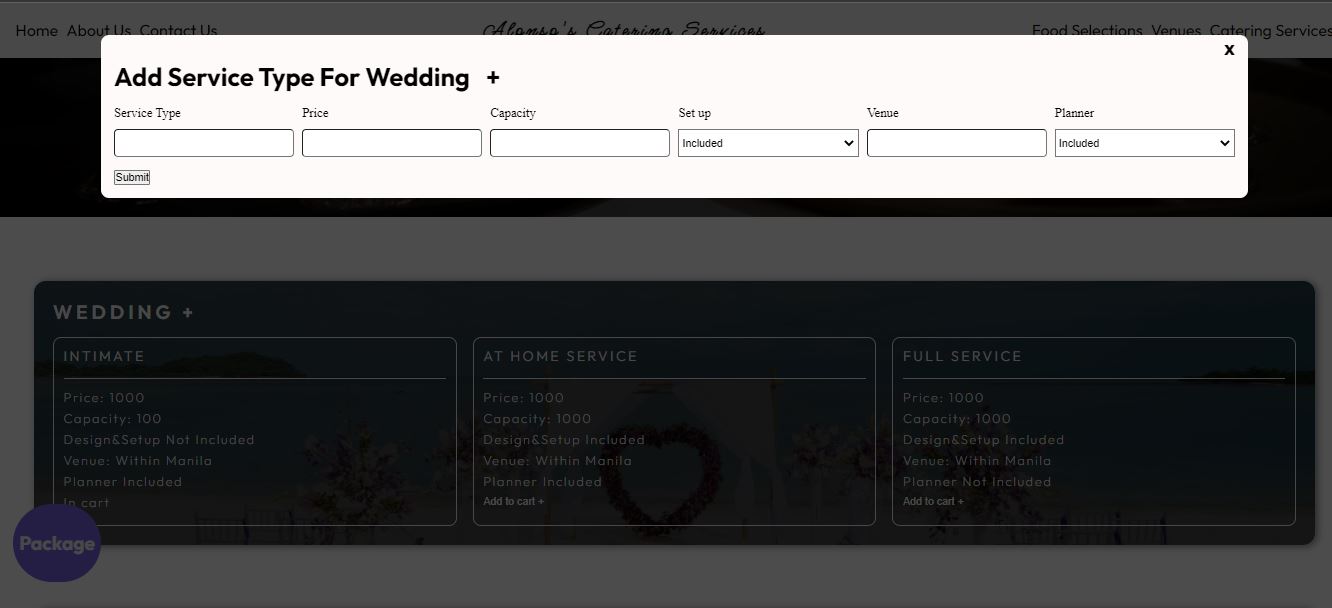 Home About Us Contact Us Alonso's Catering Services Food Selections Venues Catering Services
x
Add Service Type For Wedding +
Service Type Price Capacity Set up Venue Planner
Included Included
Submit
WEDDING +
INTIMATE
Price: 1000
Capacity: 100
Design&Setup Not Included
Venue: Within Manila
Planner Included
In cart
AT HOME SERVICE
Price: 1000
Capacity: 1000
Design&Setup Included
Venue: Within Manila
Planner Included
Add to cart +
FULL SERVICE
Price: 1000
Capacity: 1000
Design&Setup Included
Venue: Within Manila
Planner Not Included
Add to cart +
Package